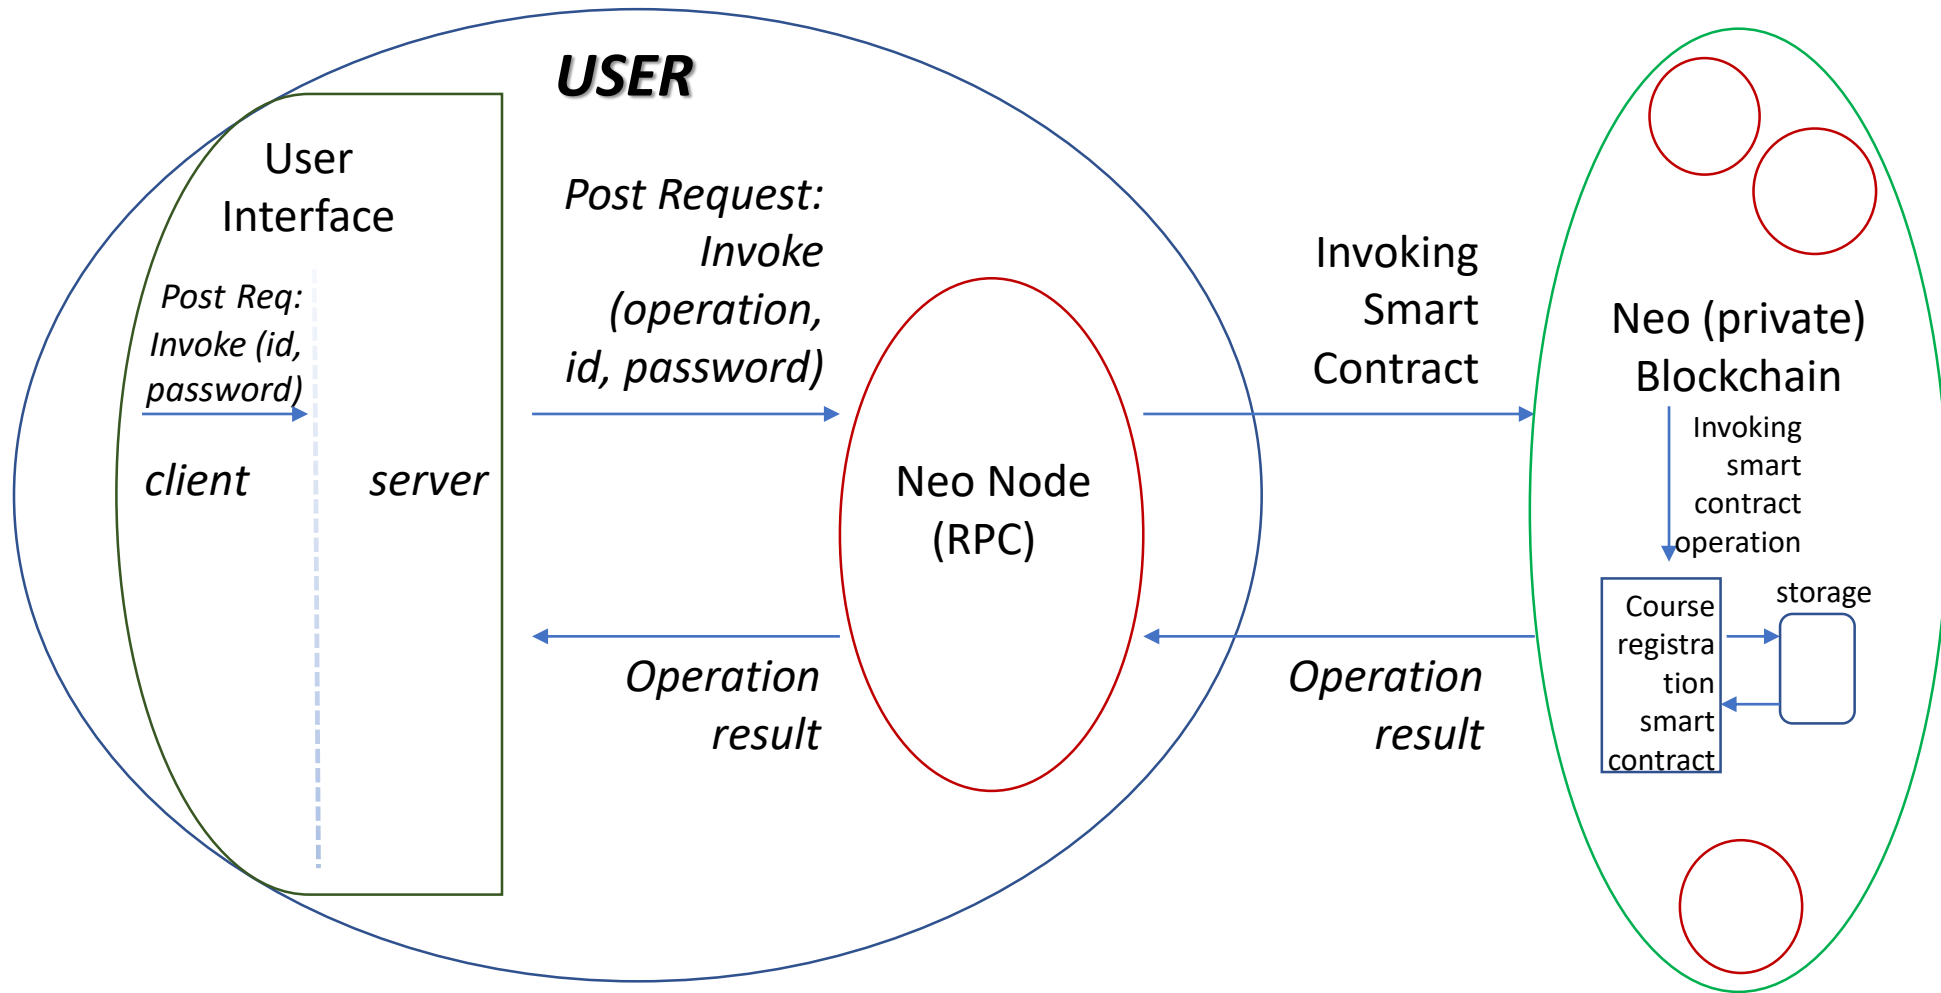 USER
User
Interface
Post Req:
Invoke (id,
password)
client
server
Post Request:
Invoke
(operation,
id, password)
Neo Node
(RPC)
Operation
result
Invoking
Smart
Contract
Operation
result
Neo (private)
Blockchain
Invoking
smart
contract
operation
Course
registra
tion
smart
contract
storage